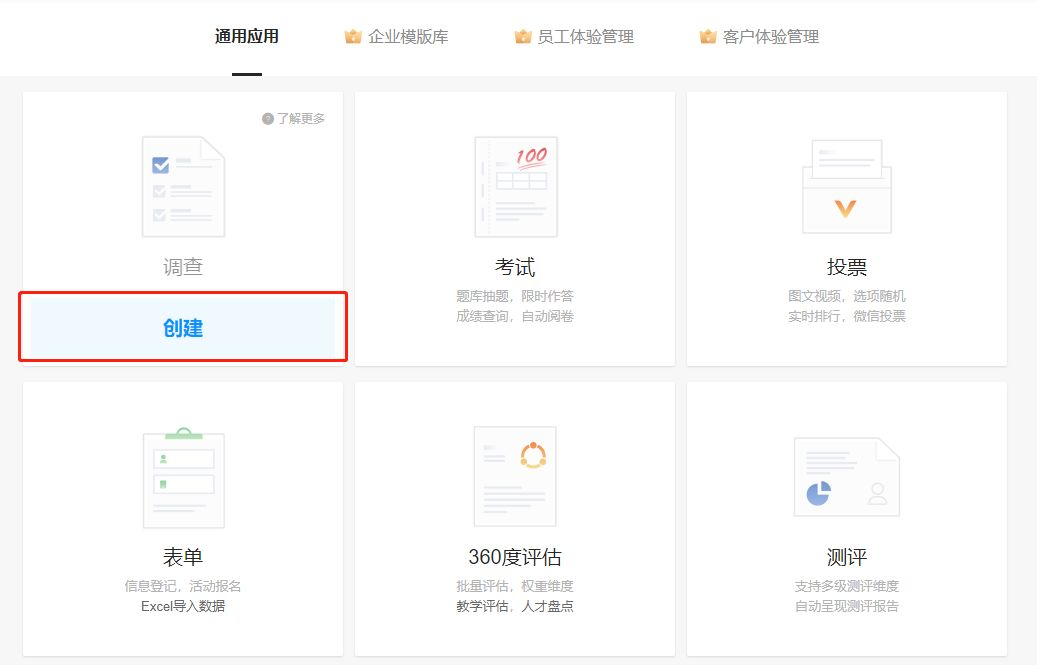 通用应用
企业模版库
员工体验管理
客户体验管理
了解更多
调查
创建
100
考试
题库抽题，限时作答
成绩查询，自动阅卷
投票
图文视频，选项随机
实时排行，微信投票
表单
信息登记，活动报名
Excel导入数据
360度评估
批量评估，权重维度
教学评估，人才盘点
测评
支持多级测评维度
自动呈现测评报告